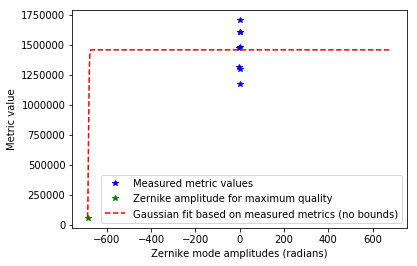 1750000
1500000
1250000
1000000
750000
500000
250000
0
Metric value
Measured metric values
Zernike amplitude for maximum quality
Gaussian fit based on measured metrics (no bounds)
−600 −400 −200 0 200 400 600
Zernike mode amplitudes (radians)